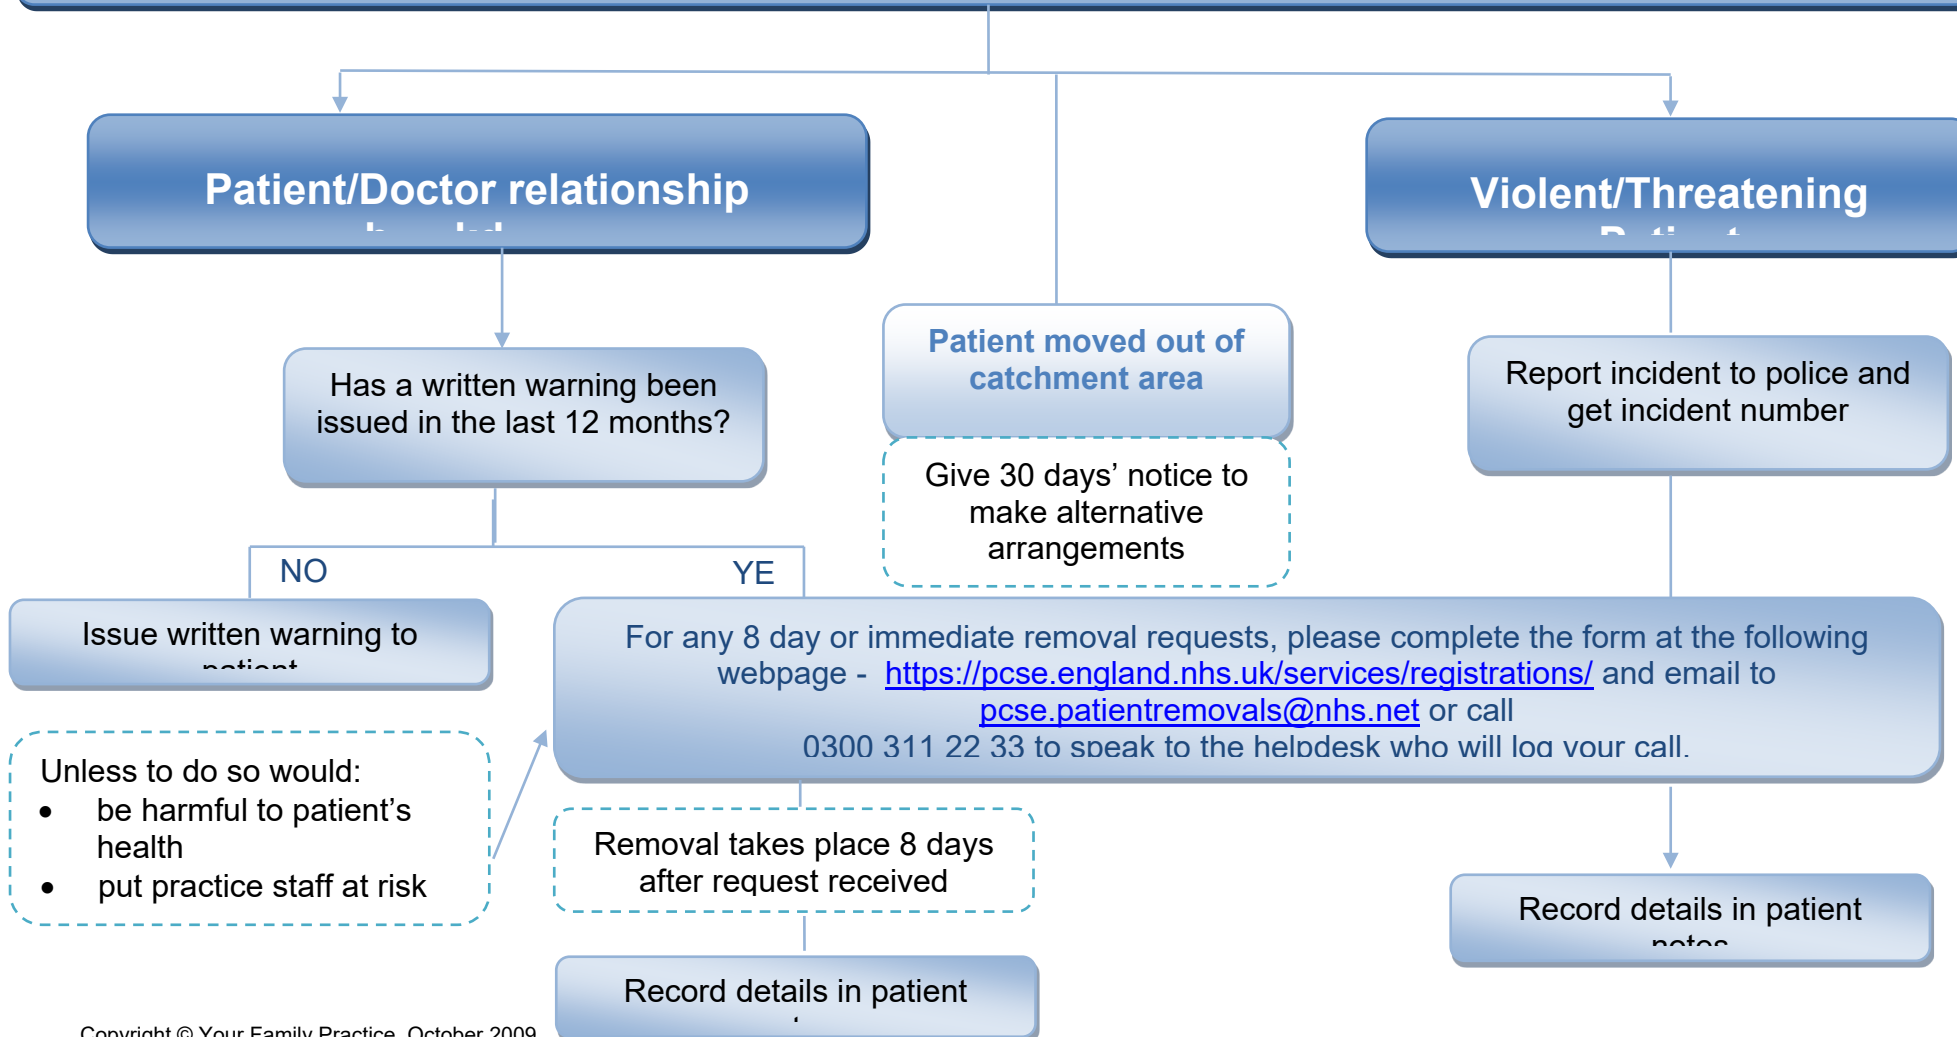 Patient/Doctor relationship
Violent/Threatening
Patient
Patient moved out of
catchment area
Has a written warning been
issued in the last 12 months?
Report incident to police and
get incident number
Give 30 days’ notice to
make alternative
arrangements
NO
YE
Issue written warning to
patient
For any 8 day or immediate removal requests, please complete the form at the following
webpage - https://pcse.england.nhs.uk/services/registrations/ and email to
pcse.patientremovals@nhs.net or call
0300 311 22 33 to speak to the helpdesk who will log your call.
Unless to do so would:
• be harmful to patient’s
health
• put practice staff at risk
Removal takes place 8 days
after request received
Record details in patient
notes
Record details in patient
Copyright © Your Family Practice, October 2009